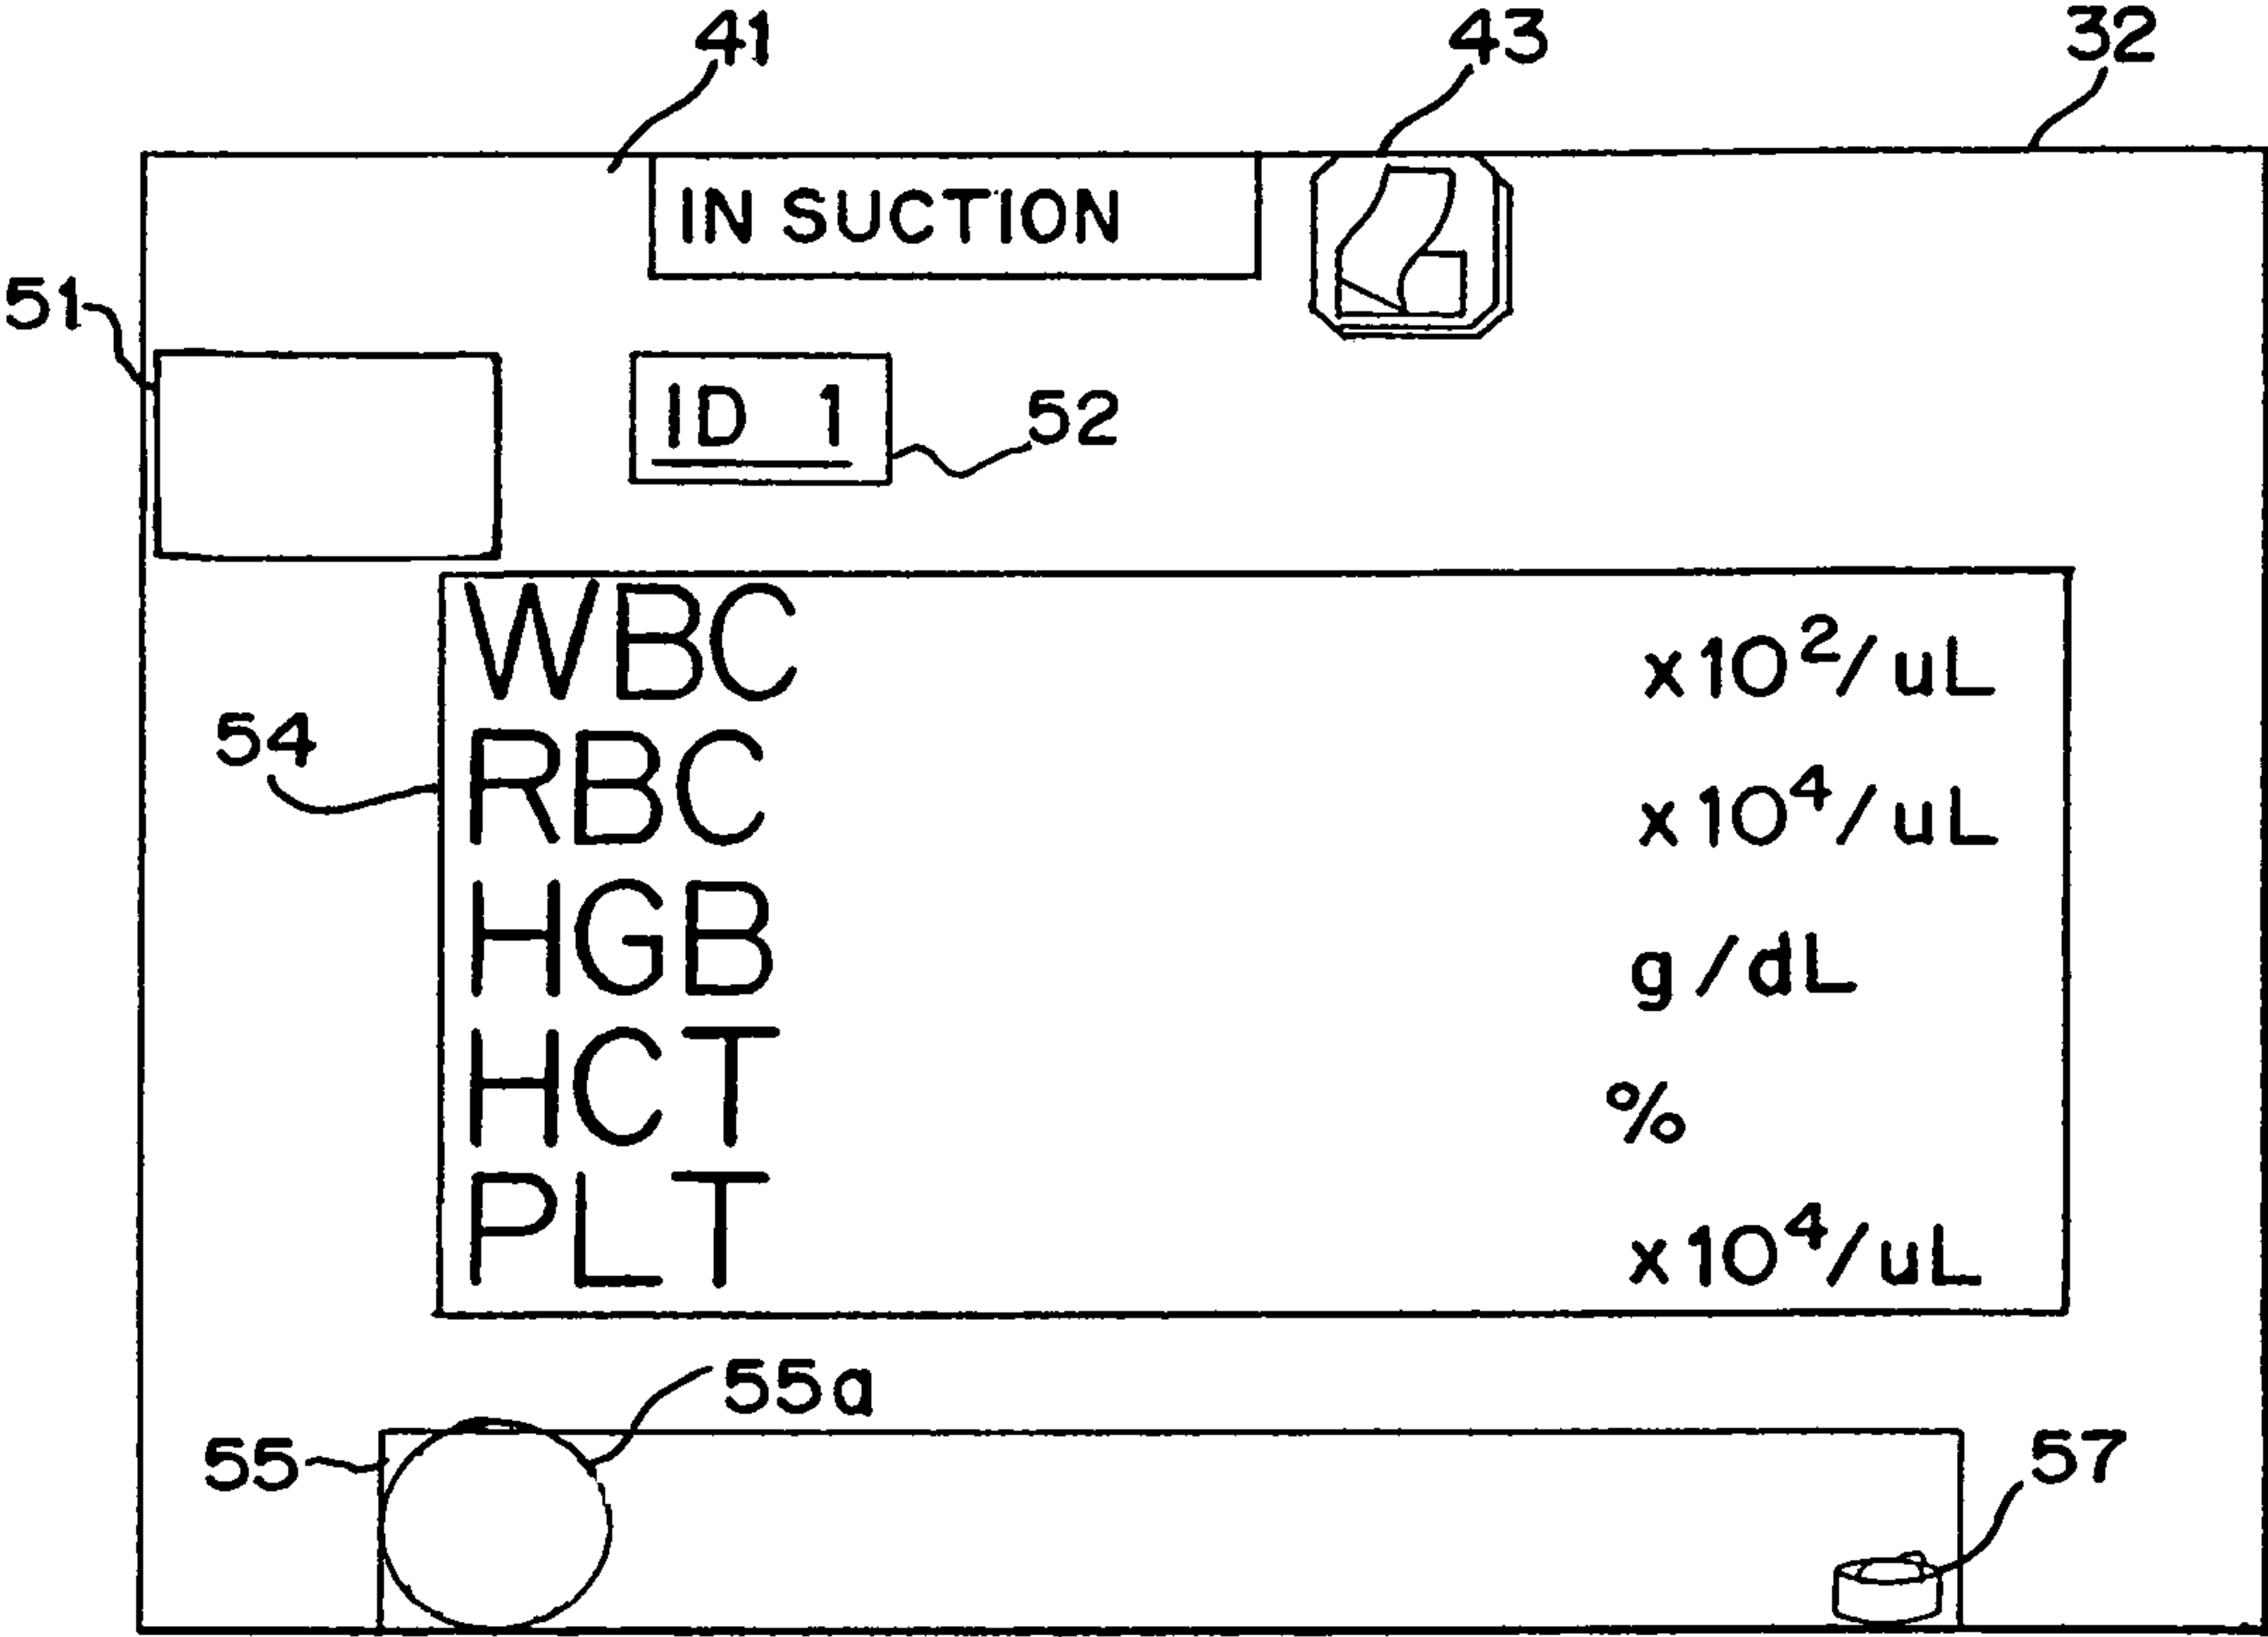 41 43 32
IN SUCTION
51
ID 1 52
WBC x10²/uL
54
RBC x10⁴/uL
HGB g/dL
HCT %
PLT x10⁴/uL
55a
55 57